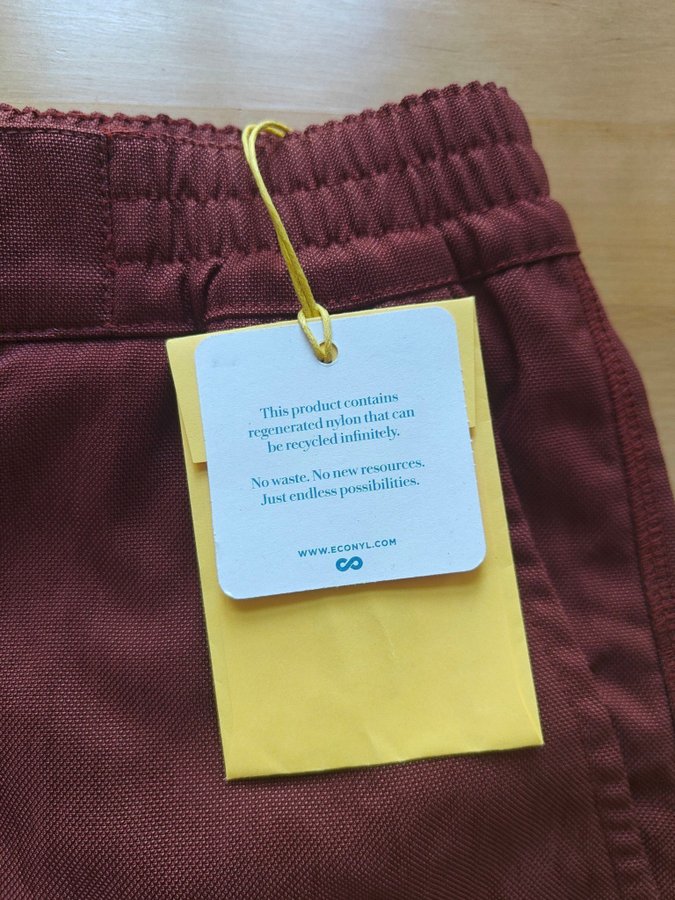 This product contains
regenerated nylon that can
be recycled infinitely.
No waste. No new resources.
Just endless possibilities.
WWW.ECONYL.COM